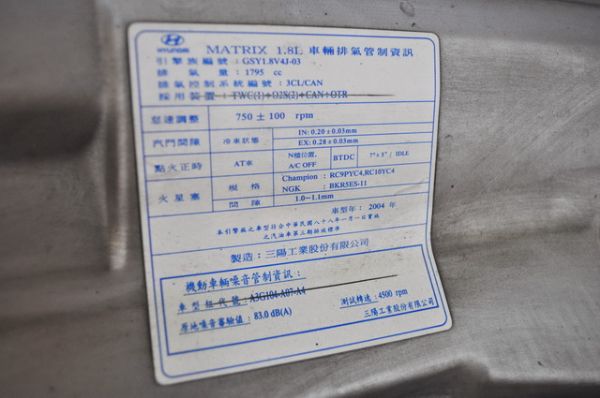 HYUNDAI MATRIX 1.8L 車輛排氣管制資訊
引擎族編號:GSY1.8V4J-03
排氣量:1795 cc
排氣控制系統編號:3CL/CAN
採用裝置:TWC(1)+O2S(2)+CAN+OTR
怠速調整 750 ± 100 rpm
汽門間隙 冷車狀態 IN: 0.20 ± 0.03mm
EX: 0.28 ± 0.03mm
點火正時 AT車 N檔位置, A/C OFF BTDC 7°± 5° / IDLE
火星塞 規格 Champion : RC9PYC4,RC10YC4
NGK : BKR5ES-11
間隙 1.0~1.1mm
車型年: 2004 年
本引擎族之車型符合中華民國八十八年一月一日實施
之汽油車第三期排放標準
製造:三陽工業股份有限公司
機動車輛噪音管制資訊:
車型組代號:A3G104-A07-A4
原地噪音審驗值: 83.0 dB(A) 測試轉速:4500 rpm
三陽工業股份有限公司